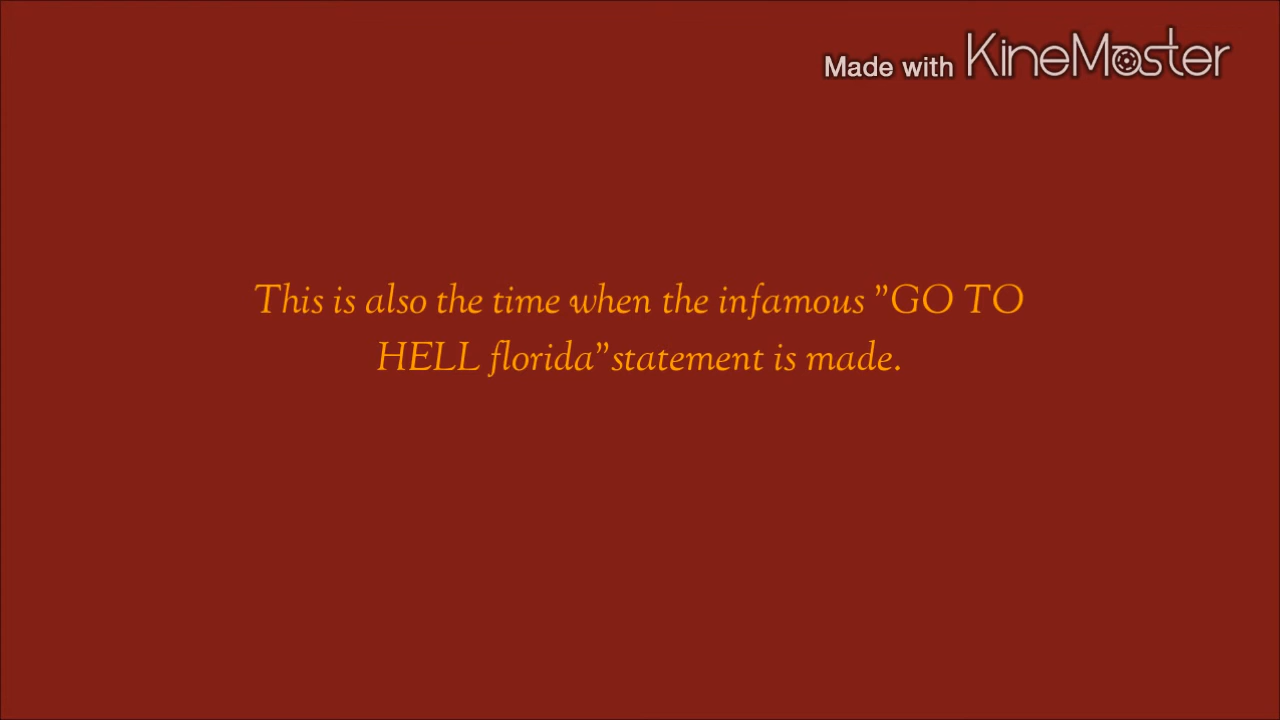 Made with KineMaster
This is also the time when the infamous ”GO TO
HELL florida”statement is made.